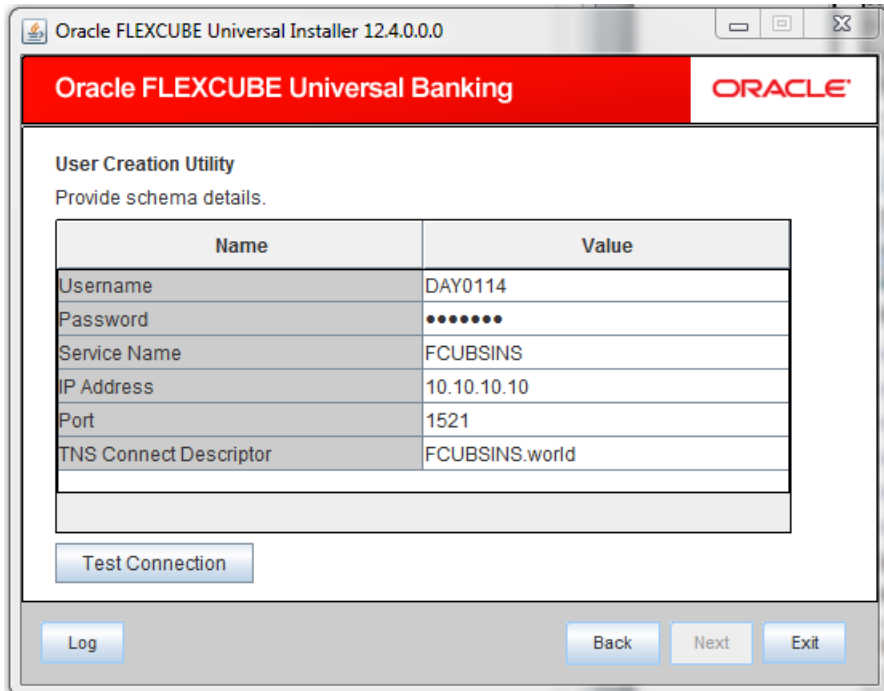 Oracle FLEXCUBE Universal Installer 12.4.0.0.0
Oracle FLEXCUBE Universal Banking
ORACLE®
User Creation Utility
Provide schema details.
Name Value
Username DAY0114
Password •••••••
Service Name FCUBSINS
IP Address 10.10.10.10
Port 1521
TNS Connect Descriptor FCUBSINS.world
Test Connection
Log Back Next Exit